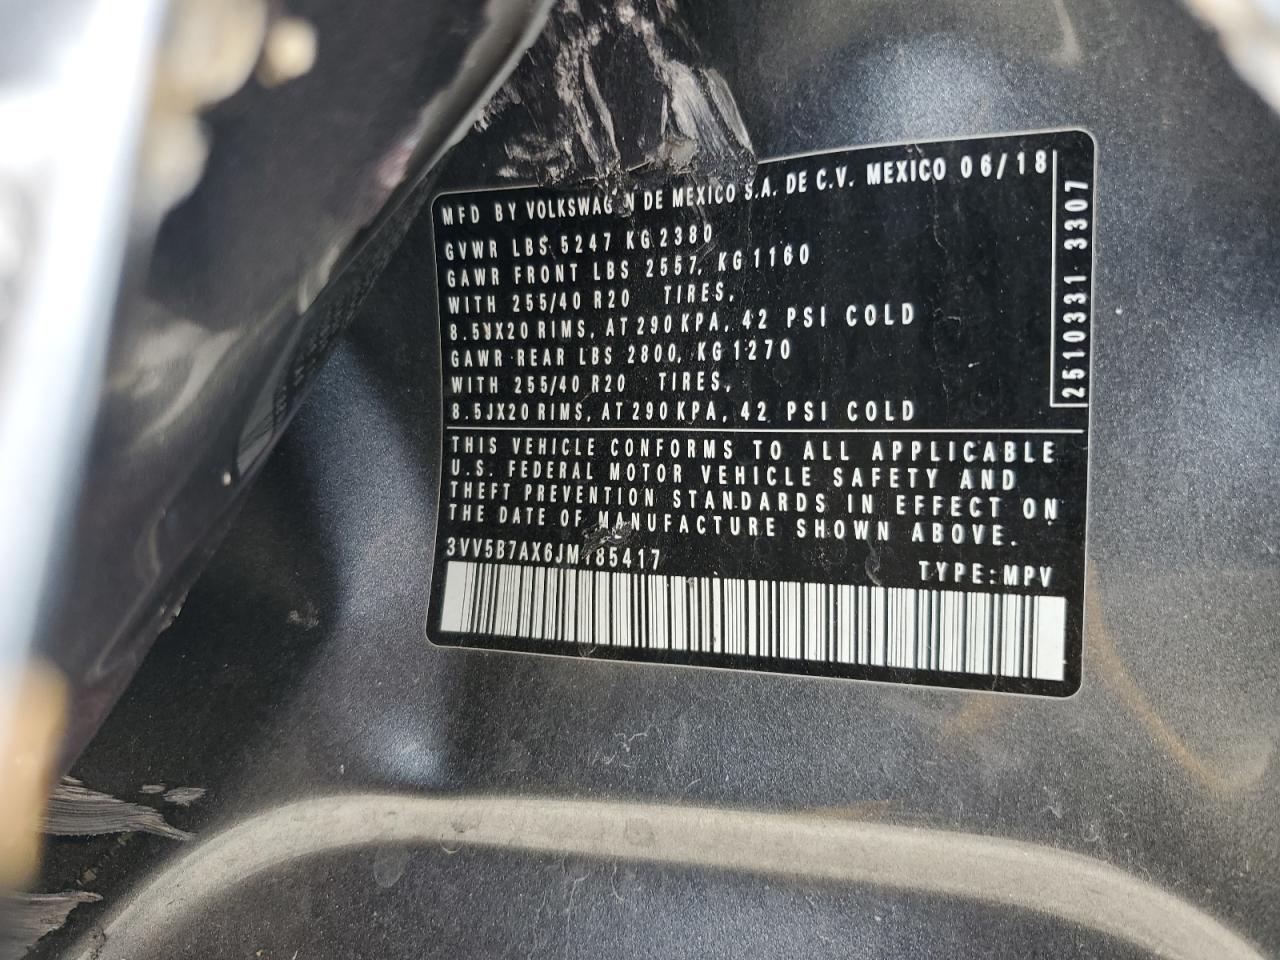 MFD BY VOLKSWAGEN DE MEXICO S.A. DE C.V. MEXICO 06/18
GVWR LBS 5247 KG 2380
GAWR FRONT LBS 2557, KG 1160
WITH 255/40 R20 TIRES,
8.5JX20 RIMS, AT 290 KPA, 42 PSI COLD
GAWR REAR LBS 2800, KG 1270
WITH 255/40 R20 TIRES,
8.5JX20 RIMS, AT 290 KPA, 42 PSI COLD
2510331 3307
THIS VEHICLE CONFORMS TO ALL APPLICABLE
U.S. FEDERAL MOTOR VEHICLE SAFETY AND
THEFT PREVENTION STANDARDS IN EFFECT ON
THE DATE OF MANUFACTURE SHOWN ABOVE.
3VV5B7AX6JM185417
TYPE:MPV